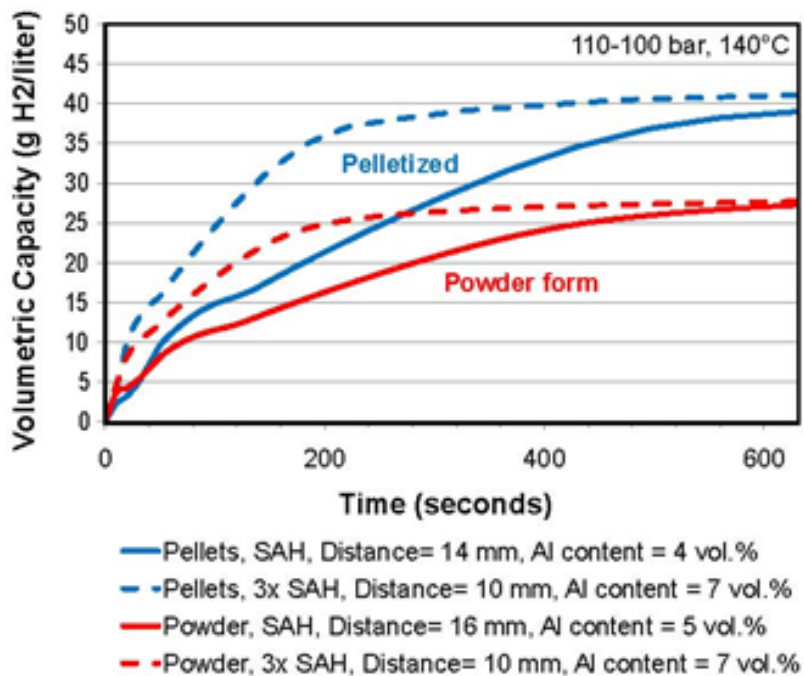 50
110-100 bar, 140°C
45
40
35
Pelletized
30
25
20
Powder form
15
10
5
0
Volumetric Capacity (g H2/liter)
0 200 400 600
Time (seconds)
Pellets, SAH, Distance= 14 mm, Al content = 4 vol.%
Pellets, 3x SAH, Distance= 10 mm, Al content = 7 vol.%
Powder, SAH, Distance= 16 mm, Al content = 5 vol.%
Powder, 3x SAH, Distance= 10 mm, Al content = 7 vol.%